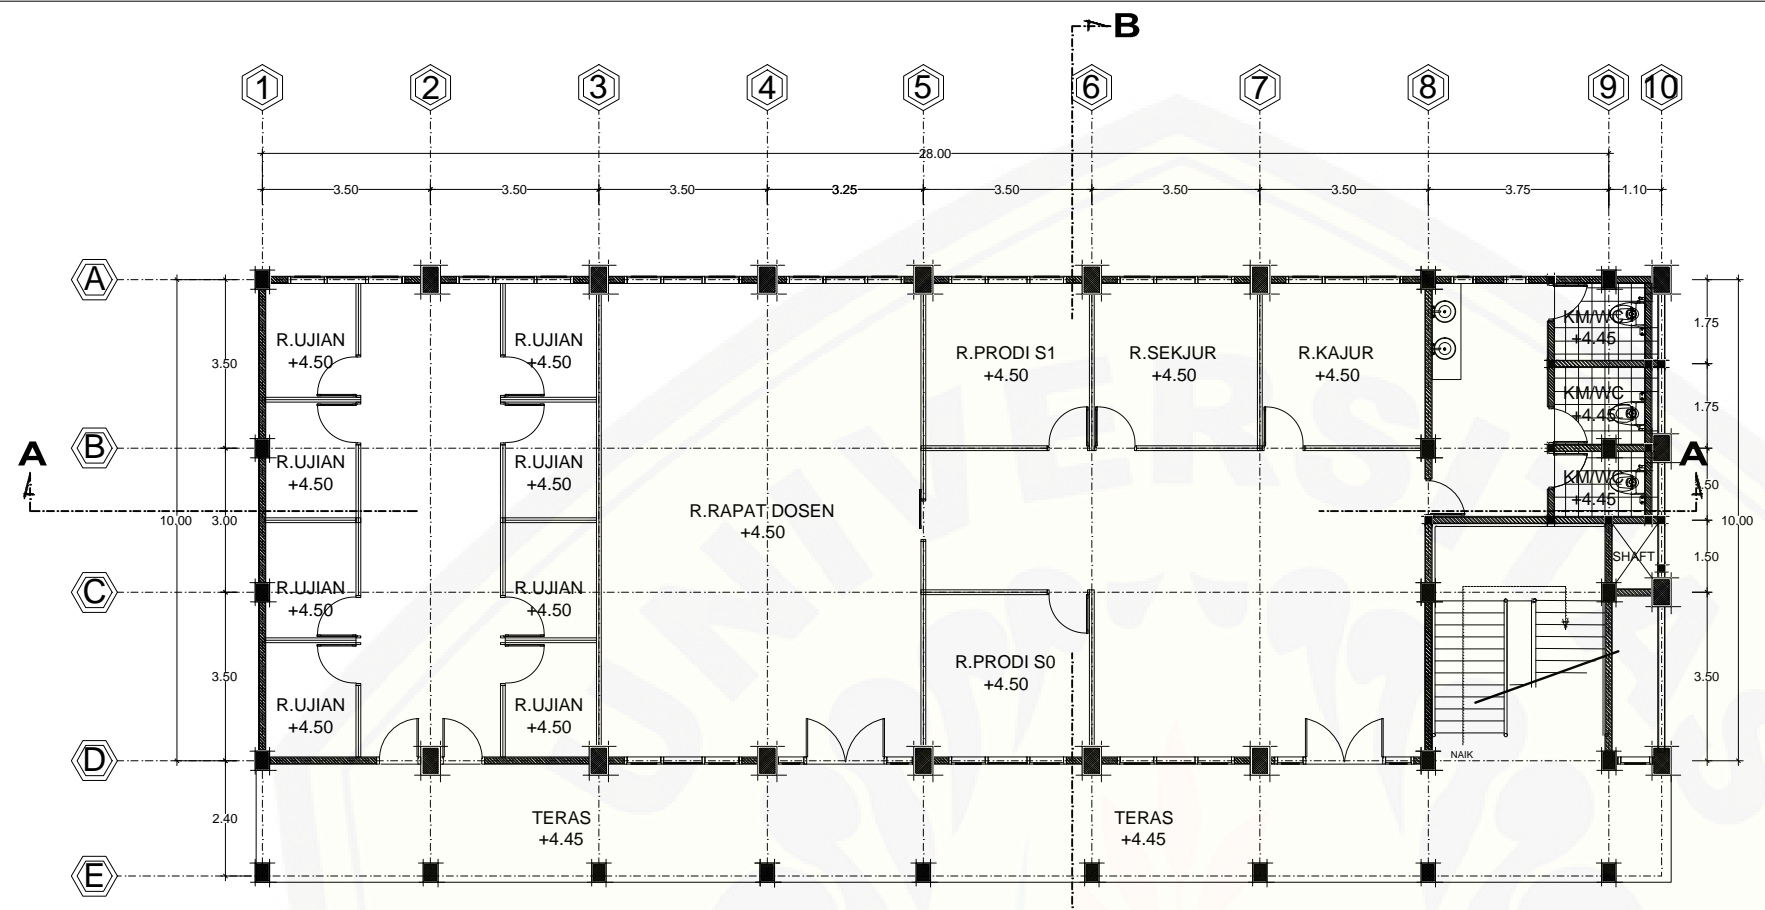 B
1 2 3 4 5 6 7 8 9 10
28.00
3.50 3.50 3.50 3.25 3.50 3.50 3.50 3.75 1.10
A
R.UJIAN
+4.50
R.UJIAN
+4.50
R.PRODI S1
+4.50
R.SEKJUR
+4.50
R.KAJUR
+4.50
KM/WC
+4.45
1.75
3.50
KM/WC
+4.45
1.75
B
A
R.UJIAN
+4.50
R.UJIAN
+4.50
KM/WC
+4.45
A
10.00 3.00
R.RAPAT DOSEN
+4.50
10.00
SHAFT
1.50
C
R.UJIAN
+4.50
R.UJIAN
+4.50
3.50
R.PRODI S0
+4.50
3.50
R.UJIAN
+4.50
R.UJIAN
+4.50
NAIK
D
2.40
TERAS
+4.45
TERAS
+4.45
E
UNIVERSITAS